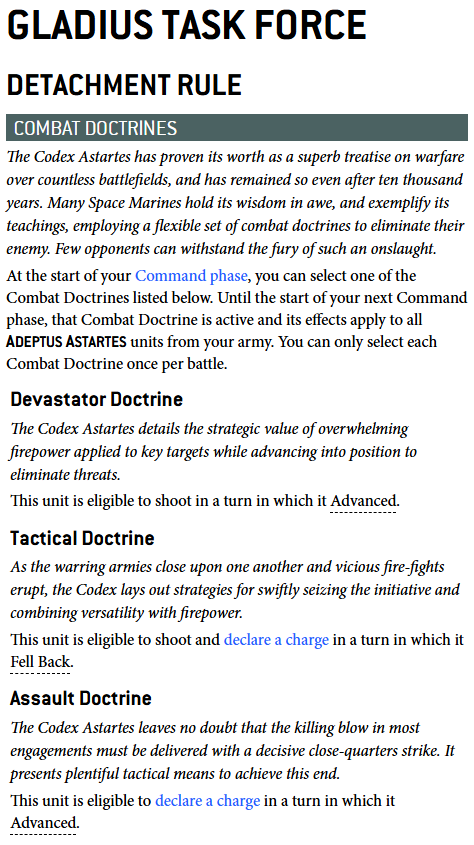 GLADIUS TASK FORCE
DETACHMENT RULE
COMBAT DOCTRINES
The Codex Astartes has proven its worth as a superb treatise on warfare
over countless battlefields, and has remained so even after ten thousand
years. Many Space Marines hold its wisdom in awe, and exemplify its
teachings, employing a flexible set of combat doctrines to eliminate their
enemy. Few opponents can withstand the fury of such an onslaught.
At the start of your Command phase, you can select one of the
Combat Doctrines listed below. Until the start of your next Command
phase, that Combat Doctrine is active and its effects apply to all
ADEPTUS ASTARTES units from your army. You can only select each
Combat Doctrine once per battle.
Devastator Doctrine
The Codex Astartes details the strategic value of overwhelming
firepower applied to key targets while advancing into position to
eliminate threats.
This unit is eligible to shoot in a turn in which it Advanced.
Tactical Doctrine
As the warring armies close upon one another and vicious fire-fights
erupt, the Codex lays out strategies for swiftly seizing the initiative and
combining versatility with firepower.
This unit is eligible to shoot and declare a charge in a turn in which it
Fell Back.
Assault Doctrine
The Codex Astartes leaves no doubt that the killing blow in most
engagements must be delivered with a decisive close-quarters strike. It
presents plentiful tactical means to achieve this end.
This unit is eligible to declare a charge in a turn in which it
Advanced.